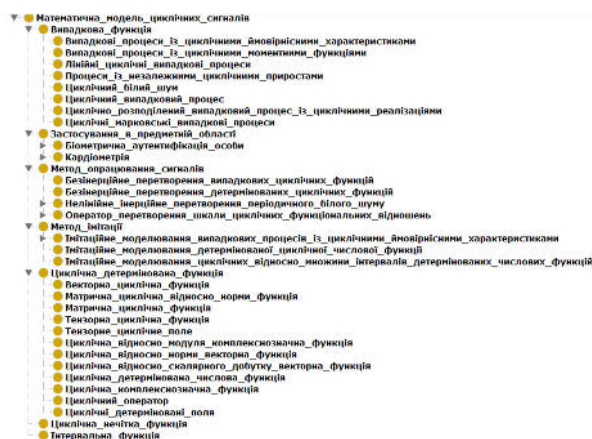 Математична_модель_циклічних_сигналів
Випадкова_функція
Випадкові_процеси_із_циклічними_ймовірнісними_характеристиками
Випадкові_процеси_із_циклічними_моментними_функціями
Лінійні_циклічні_випадкові_процеси
Процеси_із_незалежними_циклічними_приростами
Циклічний_білий_шум
Циклічний_випадковий_процес
Циклічно_розподілений_випадковий_процес_із_циклічними_реалізаціями
Циклічні_марковські_випадкові_процеси
Застосування_в_предметній_області
Біометрична_аутентифікація_особи
Кардіометрія
Метод_опрацювання_сигналів
Безінерційне_перетворення_випадкових_циклічних_функцій
Безінерційне_перетворення_детермінованих_циклічних_функцій
Нелінійне_інерційне_перетворення_періодичного_білого_шуму
Оператор_перетворення_шкали_циклічних_функціональних_відношень
Метод_імітації
Імітаційне_моделювання_випадкових_процесів_із_циклічними_ймовірнісними_характеристиками
Імітаційне_моделювання_детермінованої_циклічної_числової_функції
Імітаційне_моделювання_циклічних_відносно_множини_інтервалів_детермінованих_числових_функцій
Циклічна_детермінована_функція
Векторна_циклічна_функція
Матрична_циклічна_відносно_норми_функція
Матрична_циклічна_функція
Тензорна_циклічна_функція
Тензорне_циклічне_поле
Циклічна_відносно_модуля_комплекснозначна_функція
Циклічна_відносно_норми_векторна_функція
Циклічна_відносно_скалярного_добутку_векторна_функція
Циклічна_детермінована_числова_функція
Циклічна_комплекснозначна_функція
Циклічний_оператор
Циклічні_детерміновані_поля
Циклічна_нечітка_функція
Інтервальна_функція